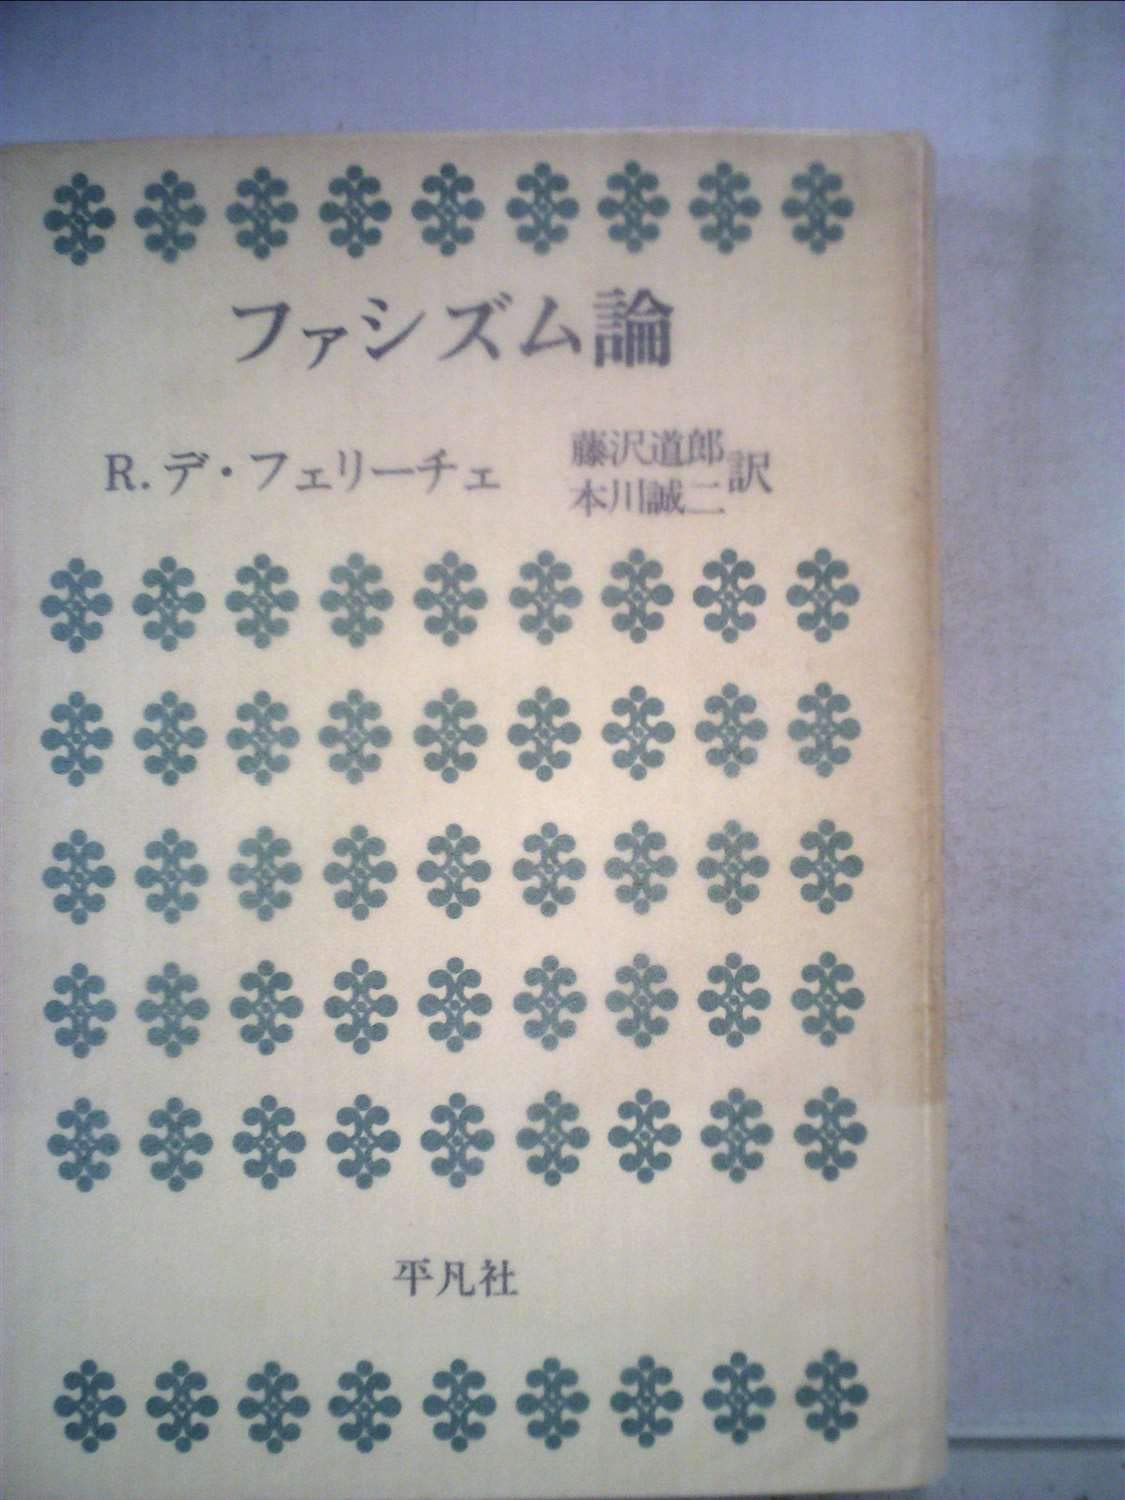 ファシズム論
R. デ・フェリーチェ
藤沢道郎
本川誠二
訳
平凡社